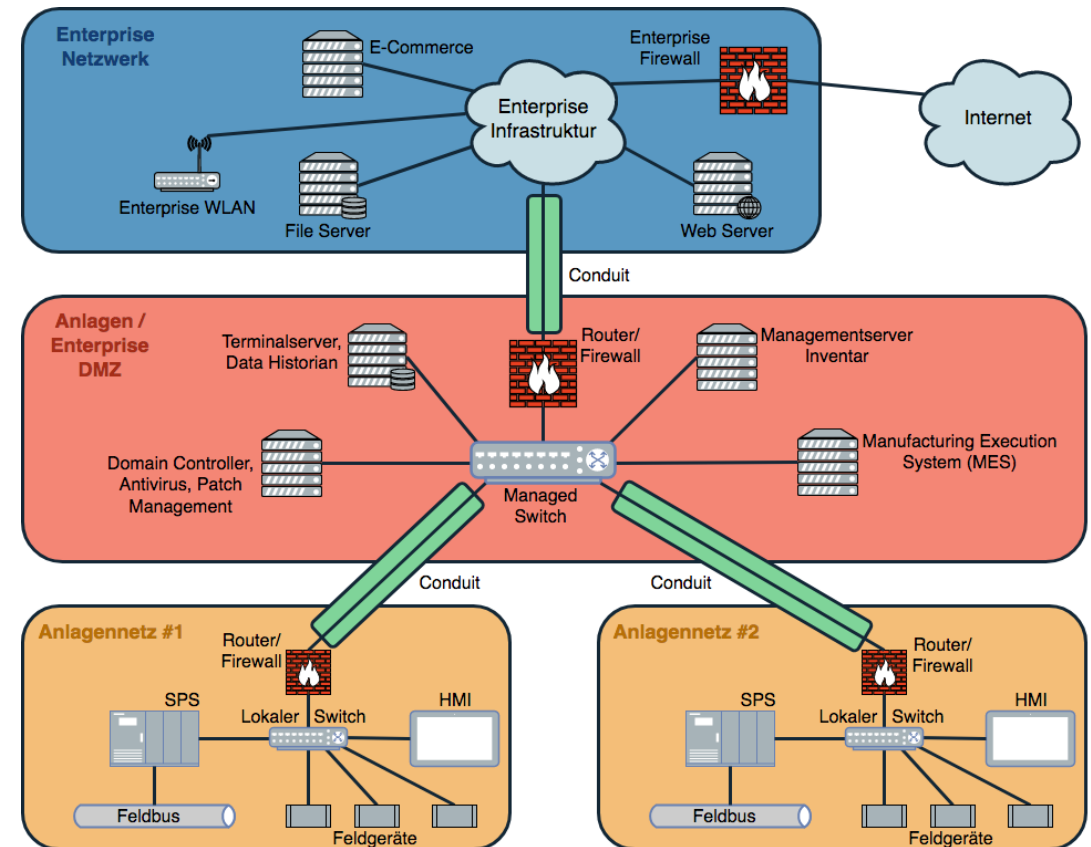 Enterprise
Netzwerk
E-Commerce
Enterprise
Firewall
Enterprise
Infrastruktur
Internet
Enterprise WLAN
File Server
Web Server
Conduit
Anlagen /
Enterprise
DMZ
Terminalserver,
Data Historian
Router/
Firewall
Managementserver
Inventar
Domain Controller,
Antivirus, Patch
Management
Managed
Switch
Manufacturing Execution
System (MES)
Conduit
Conduit
Anlagennetz #1
Router/
Firewall
SPS
Lokaler Switch
HMI
Feldbus
Feldgeräte
Anlagennetz #2
Router/
Firewall
SPS
Lokaler Switch
HMI
Feldbus
Feldgeräte